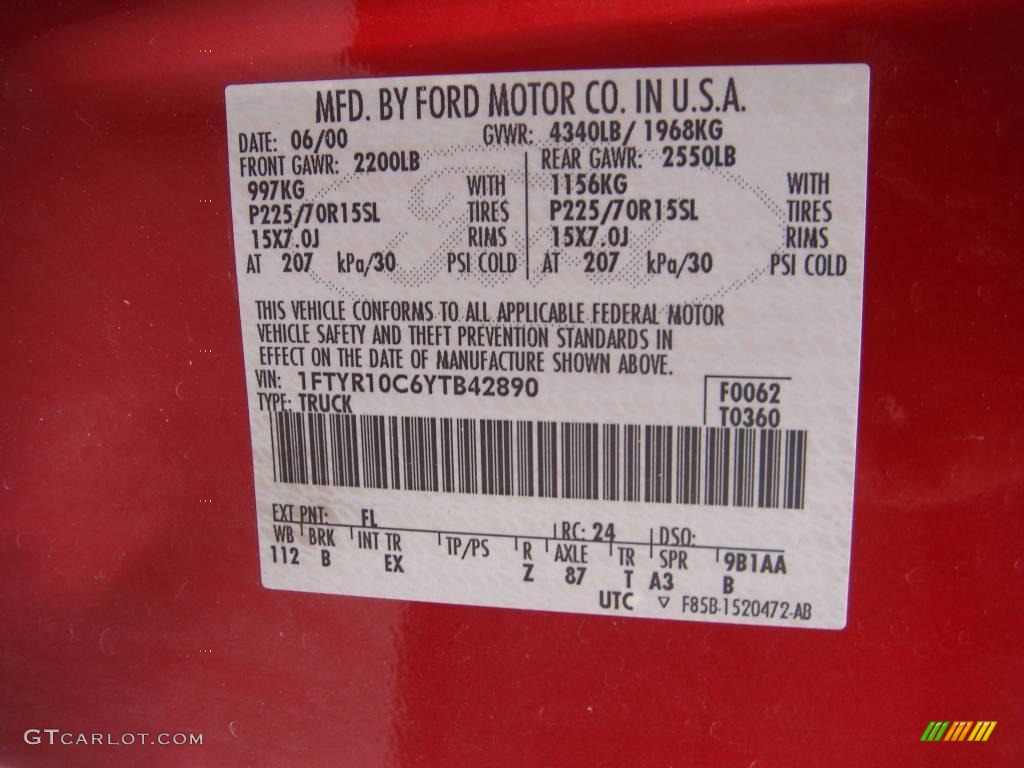 MFD. BY FORD MOTOR CO. IN U.S.A.
DATE: 06/00 GVWR: 4340LB/ 1968KG
FRONT GAWR: 2200LB REAR GAWR: 2550LB
997KG WITH 1156KG WITH
P225/70R15SL TIRES P225/70R15SL TIRES
15X7.0J RIMS 15X7.0J RIMS
AT 207 kPa/30 PSI COLD AT 207 kPa/30 PSI COLD
THIS VEHICLE CONFORMS TO ALL APPLICABLE FEDERAL MOTOR
VEHICLE SAFETY AND THEFT PREVENTION STANDARDS IN
EFFECT ON THE DATE OF MANUFACTURE SHOWN ABOVE.
VIN: 1FTYR10C6YTB42890 F0062
TYPE: TRUCK T0360
EXT PNT: FL RC: 24 DSO:
WB BRK INT TR TP/PS R AXLE TR SPR 9B1AA
112 B EX Z 87 T A3 B
UTC ▽ F85B-1520472-AB
GTCARLOT.COM